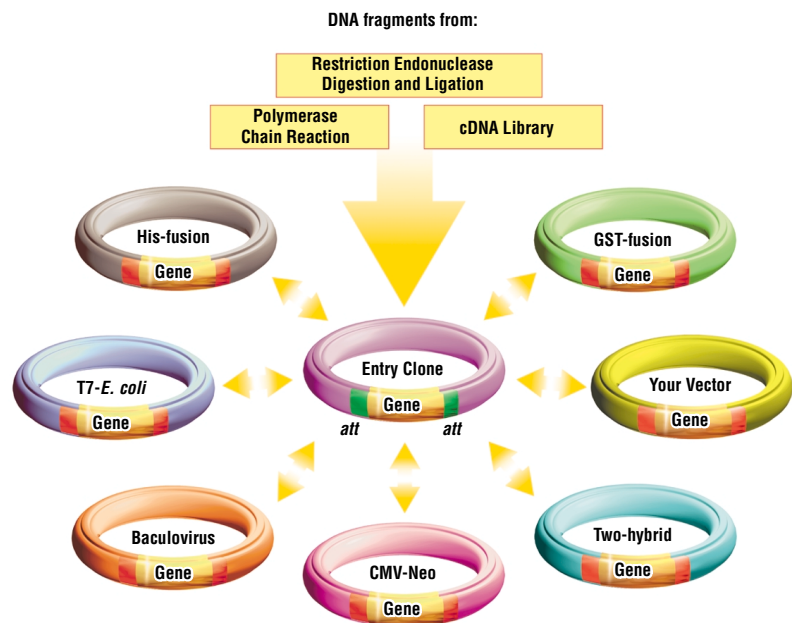 DNA fragments from:
Restriction Endonuclease
Digestion and Ligation
Polymerase
Chain Reaction
cDNA Library
His-fusion
Gene
GST-fusion
Gene
T7-E. coli
Gene
Entry Clone
Gene
att
att
Your Vector
Gene
Baculovirus
Gene
CMV-Neo
Gene
Two-hybrid
Gene